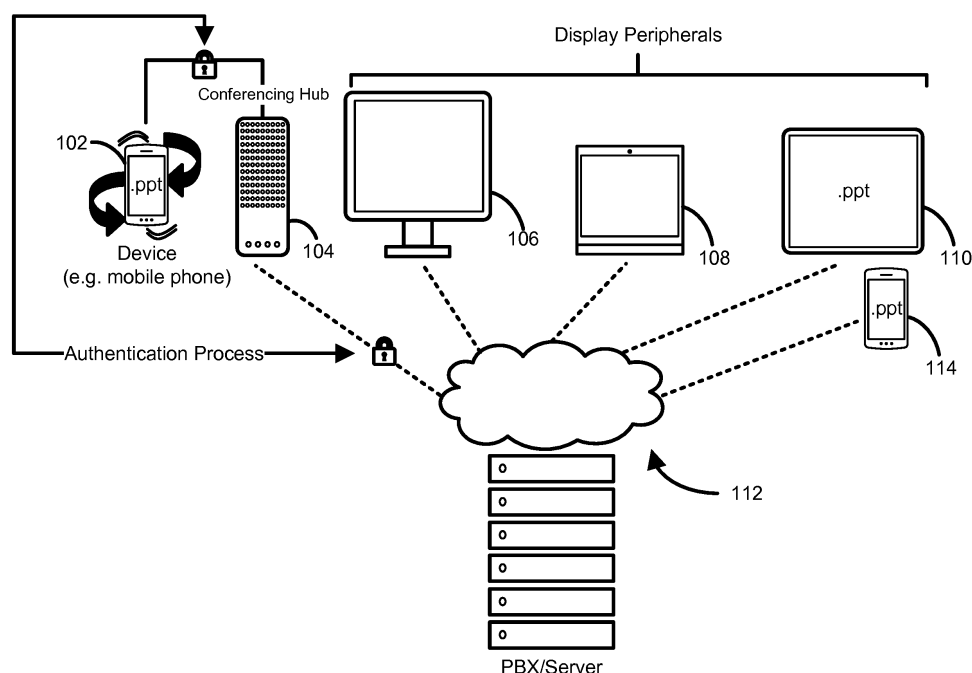 Display Peripherals
Conferencing Hub
102
.ppt
.ppt
104
106
108
110
Device
(e.g. mobile phone)
.ppt
Authentication Process
114
112
PBX/Server